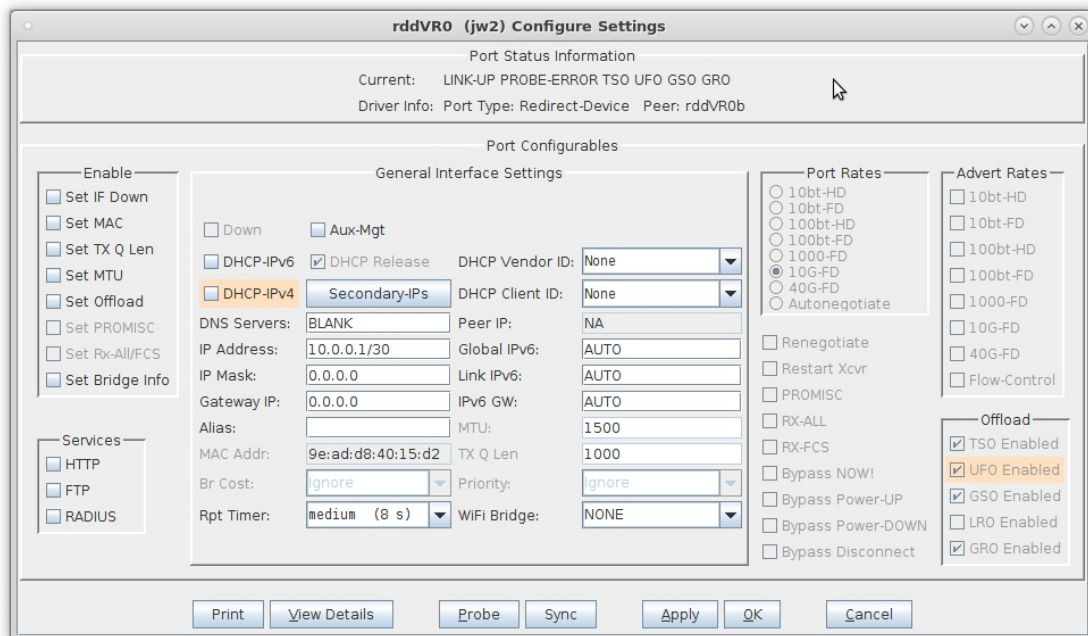 rddVR0 (jw2) Configure Settings
Port Status Information
Current: LINK-UP PROBE-ERROR TSO UFO GSO GRO
Driver Info: Port Type: Redirect-Device Peer: rddVR0b
Port Configurables
Enable
Set IF Down
Set MAC
Set TX Q Len
Set MTU
Set Offload
Set PROMISC
Set Rx-All/FCS
Set Bridge Info
Services
HTTP
FTP
RADIUS
General Interface Settings
Down Aux-Mgt
DHCP-IPv6 DHCP Release DHCP Vendor ID: None
DHCP-IPv4 Secondary-IPs DHCP Client ID: None
DNS Servers: BLANK Peer IP: NA
IP Address: 10.0.0.1/30 Global IPv6: AUTO
IP Mask: 0.0.0.0 Link IPv6: AUTO
Gateway IP: 0.0.0.0 IPv6 GW: AUTO
Alias: MTU: 1500
MAC Addr: 9e:ad:d8:40:15:d2 TX Q Len 1000
Br Cost: Ignore Priority: Ignore
Rpt Timer: medium (8 s) WiFi Bridge: NONE
Port Rates
10bt-HD
10bt-FD
100bt-HD
100bt-FD
1000-FD
10G-FD
40G-FD
Autonegotiate
Renegotiate
Restart Xcvr
PROMISC
RX-ALL
RX-FCS
Bypass NOW!
Bypass Power-UP
Bypass Power-DOWN
Bypass Disconnect
Advert Rates
10bt-HD
10bt-FD
100bt-HD
100bt-FD
1000-FD
10G-FD
40G-FD
Flow-Control
Offload
TSO Enabled
UFO Enabled
GSO Enabled
LRO Enabled
GRO Enabled
Print View Details Probe Sync Apply OK Cancel